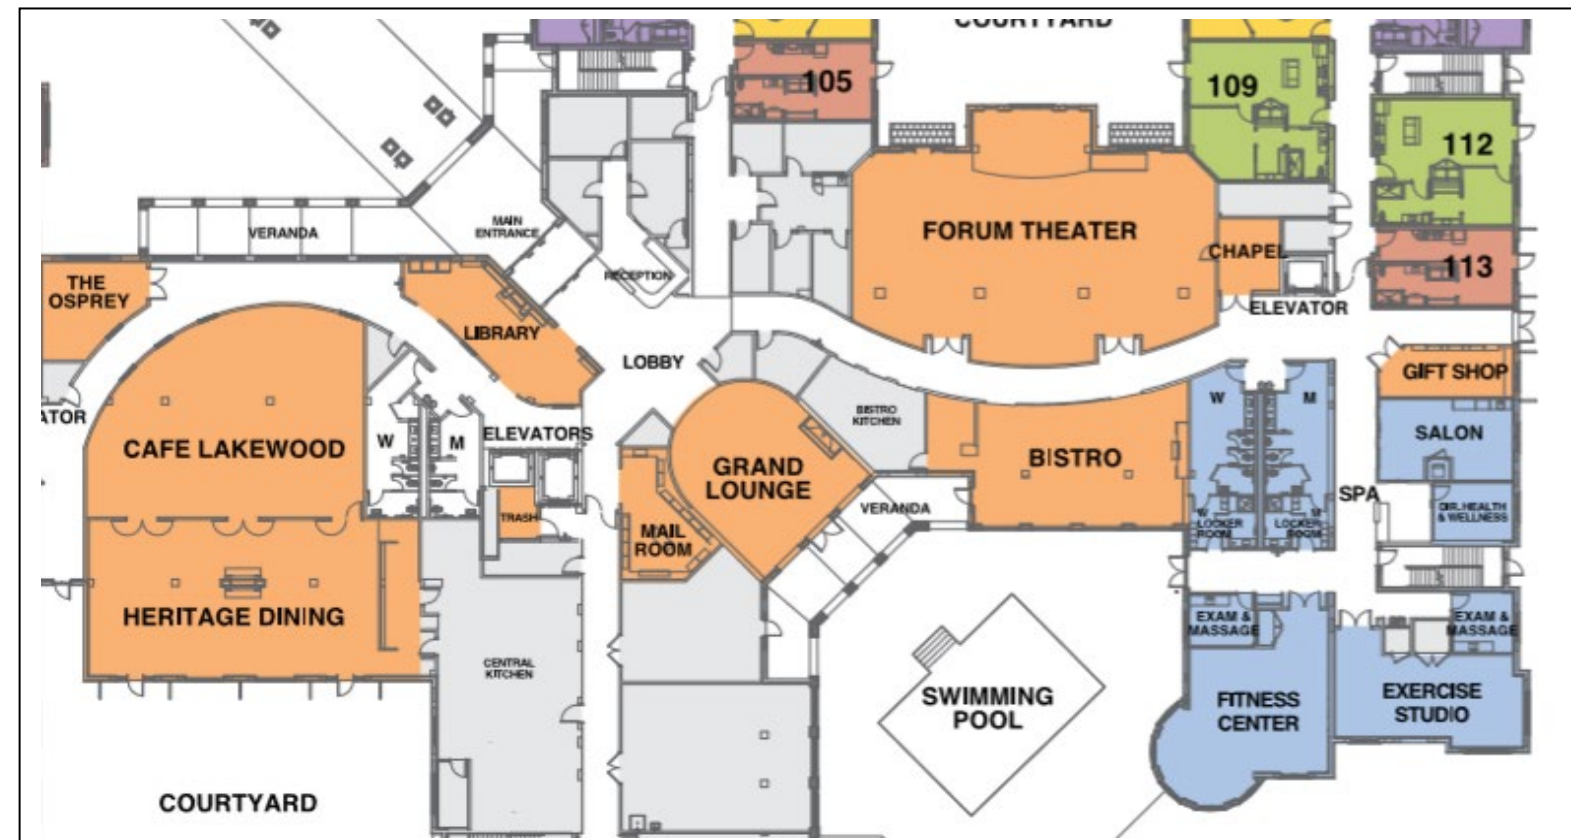 COURTYARD
105
109
112
113
VERANDA
MAIN
ENTRANCE
RECEPTION
FORUM THEATER
CHAPEL
ELEVATOR
THE
OSPREY
LIBRARY
LOBBY
GIFT SHOP
ATOR
CAFE LAKEWOOD
W
M
ELEVATORS
GRAND
LOUNGE
BISTRO
KITCHEN
BISTRO
W
M
SALON
SPA
VERANDA
TRASH
MAIL
ROOM
W
LOCKER
ROOM
M
LOCKER
ROOM
DIR. HEALTH
& WELLNESS
HERITAGE DINING
CENTRAL
KITCHEN
EXAM &
MASSAGE
EXAM &
MASSAGE
SWIMMING
POOL
FITNESS
CENTER
EXERCISE
STUDIO
COURTYARD